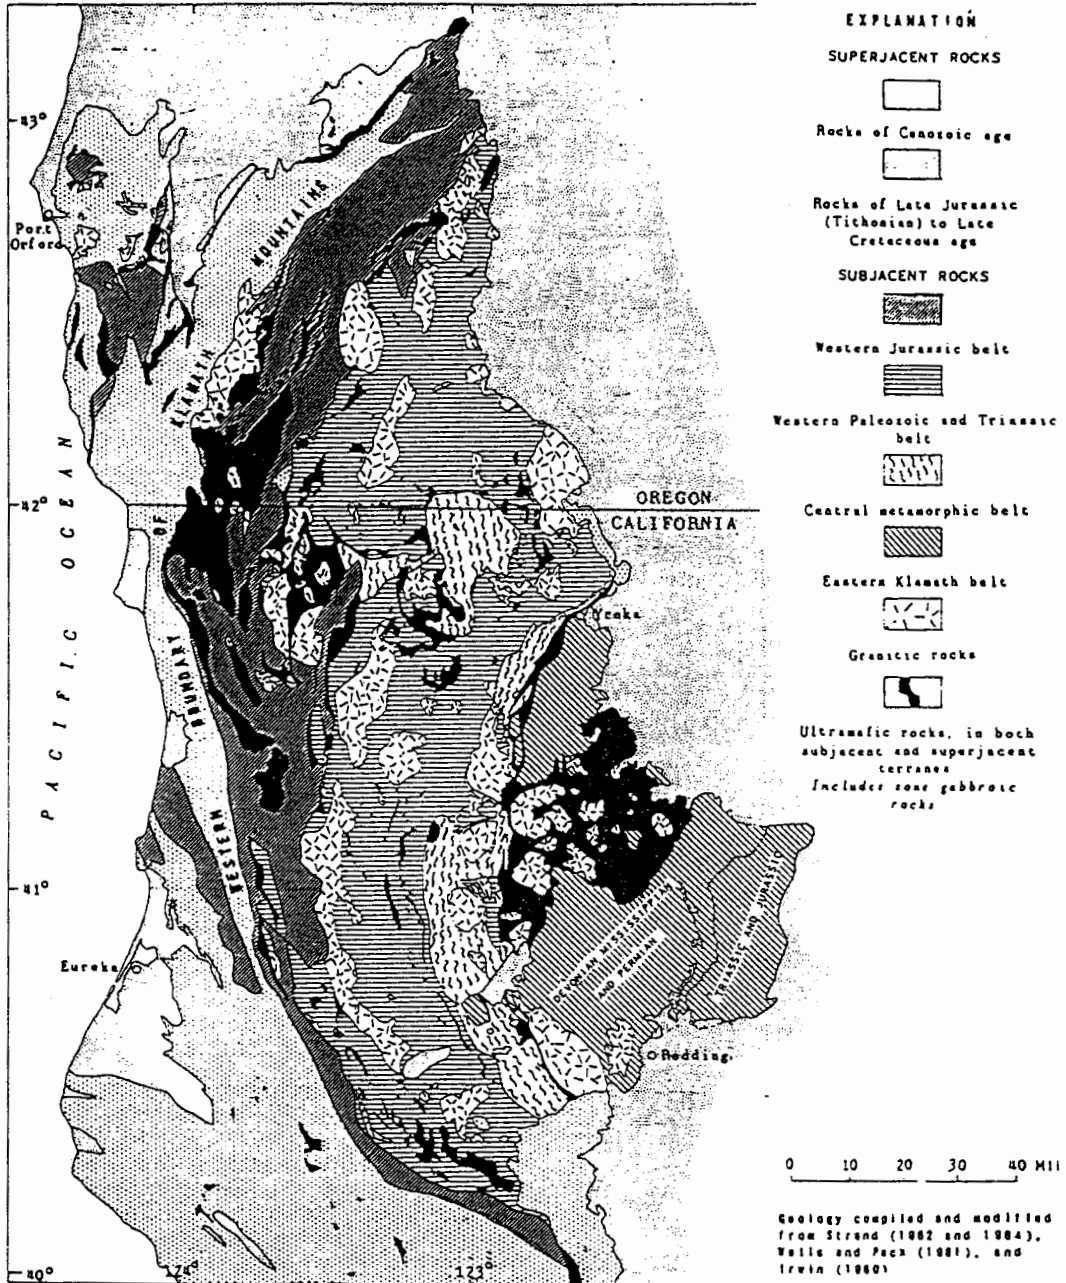 EXPLANATION
SUPERJACENT ROCKS
Rocks of Cenozoic age
Rocks of Late Jurassic
(Tithonian) to Late
Cretaceous age
SUBJACENT ROCKS
Western Jurassic belt
Western Paleozoic and Triassic
belt
Central metamorphic belt
Eastern Klamath belt
Granitic rocks
Ultramafic rocks, in both
subjacent and superjacent
terranes
Includes some gabbroic
rocks
43°
Port
Orford
KLAMATH MOUNTAINS
42°
OREGON
CALIFORNIA
PACIFIC OCEAN
WESTERN BOUNDARY OF
Yreka
41°
Eureka
DEVONIAN, MISSISSIPPIAN,
PENNSYLVANIAN,
AND PERMIAN
TRIASSIC AND JURASSIC
Redding
40°
124°
123°
0 10 20 30 40 MII
Geology compiled and modified
from Strand (1962 and 1964),
Wells and Peck (1961), and
Irwin (1960)